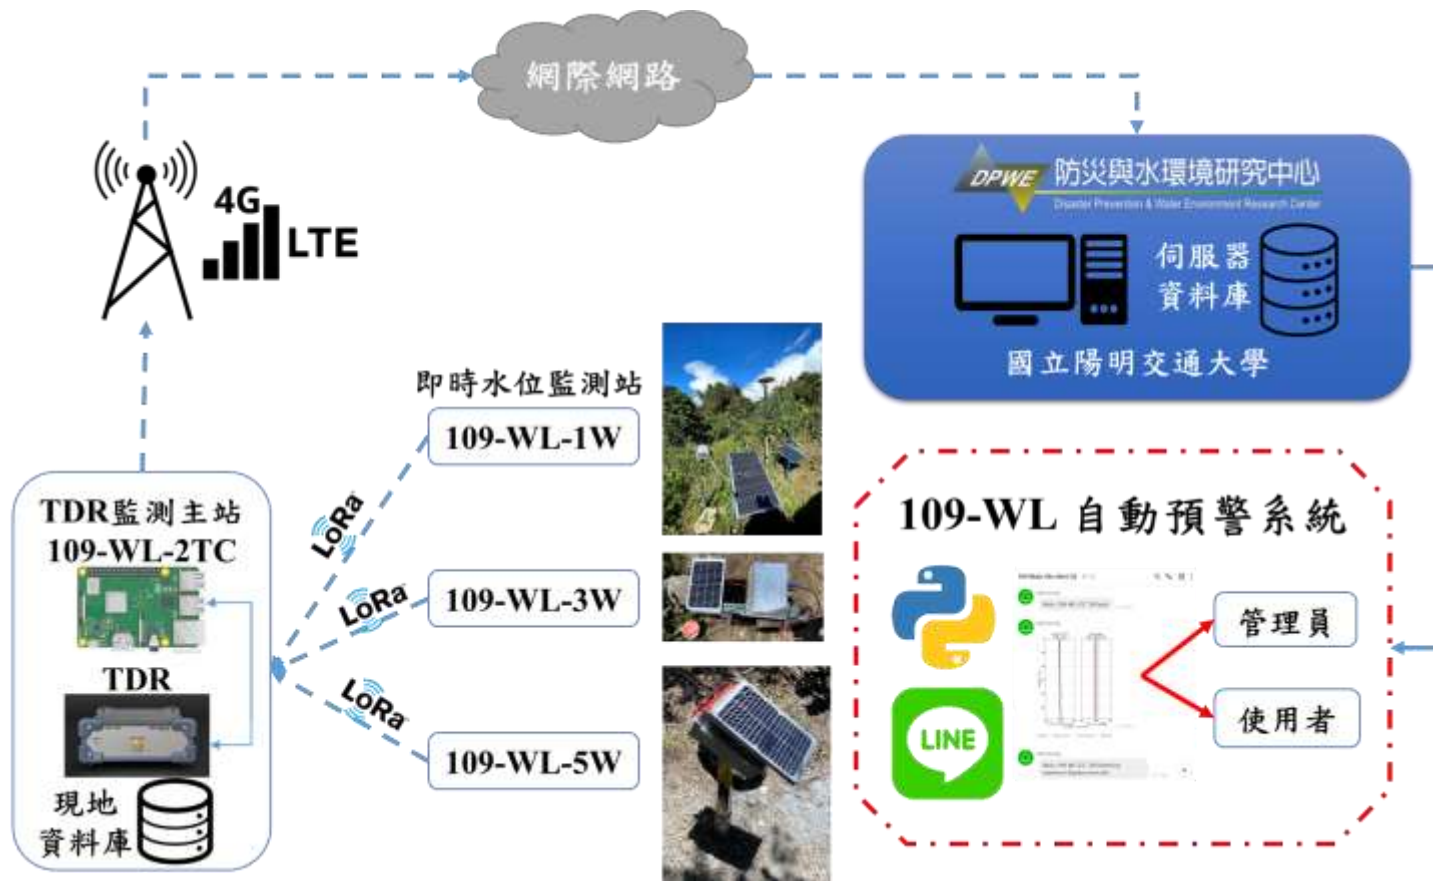 網際網路
4G
LTE
DPWE
防災與水環境研究中心
Disaster Prevention & Water Environment Research Center
伺服器
資料庫
國立陽明交通大學
即時水位監測站
109-WL-1W
109-WL-3W
109-WL-5W
LoRa
LoRa
LoRa
TDR監測主站
109-WL-2TC
TDR
現地
資料庫
109-WL 自動預警系統
LINE
管理員
使用者